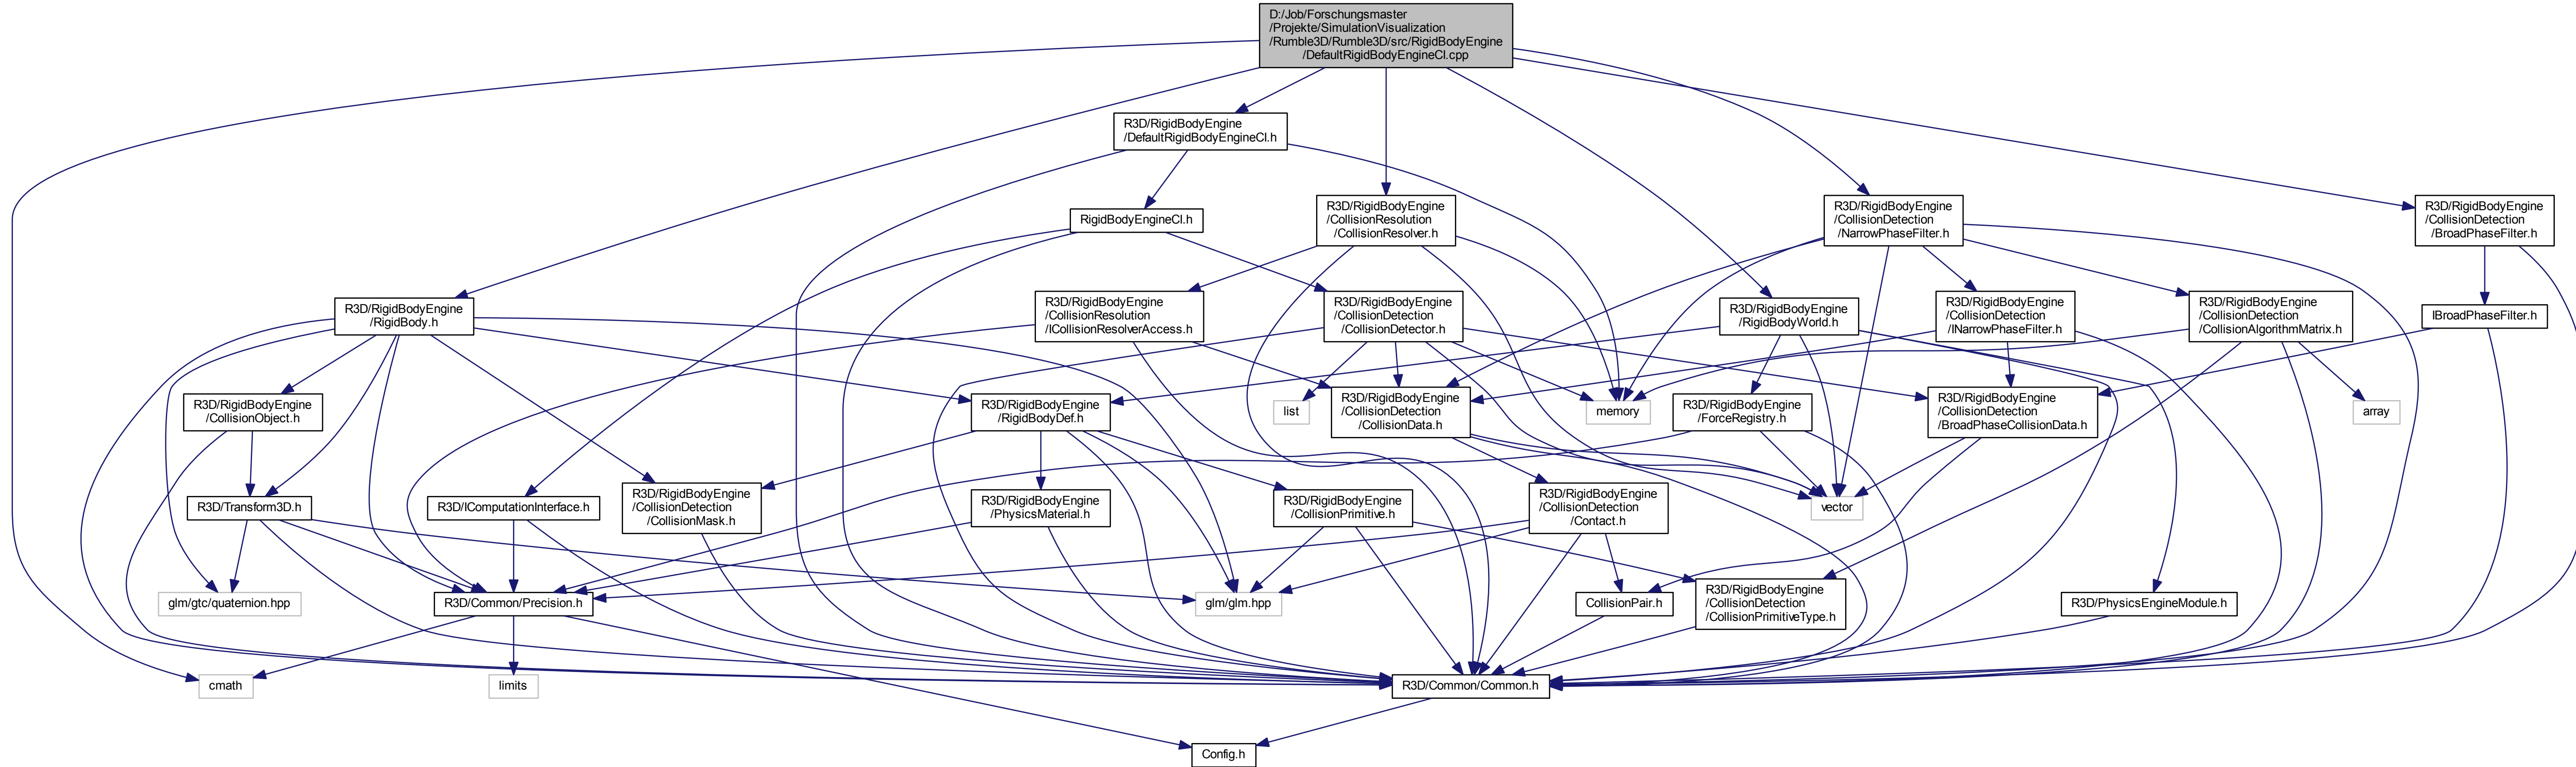 D:/Job/Forschungsmaster
/Projekte/SimulationVisualization
/Rumble3D/Rumble3D/src/RigidBodyEngine
/DefaultRigidBodyEngineCI.cpp
R3D/RigidBodyEngine
/DefaultRigidBodyEngineCI.h
RigidBodyEngineCI.h
R3D/RigidBodyEngine
/CollisionResolution
/CollisionResolver.h
R3D/RigidBodyEngine
/CollisionDetection
/NarrowPhaseFilter.h
R3D/RigidBodyEngine
/CollisionDetection
/BroadPhaseFilter.h
R3D/RigidBodyEngine
/RigidBody.h
R3D/RigidBodyEngine
/CollisionResolution
/ICollisionResolverAccess.h
R3D/RigidBodyEngine
/CollisionDetection
/CollisionDetector.h
R3D/RigidBodyEngine
/RigidBodyWorld.h
R3D/RigidBodyEngine
/CollisionDetection
/INarrowPhaseFilter.h
R3D/RigidBodyEngine
/CollisionDetection
/CollisionAlgorithmMatrix.h
IBroadPhaseFilter.h
R3D/RigidBodyEngine
/CollisionObject.h
R3D/RigidBodyEngine
/RigidBodyDef.h
list
R3D/RigidBodyEngine
/CollisionDetection
/CollisionData.h
memory
R3D/RigidBodyEngine
/ForceRegistry.h
R3D/RigidBodyEngine
/CollisionDetection
/BroadPhaseCollisionData.h
array
R3D/Transform3D.h
R3D/IComputationInterface.h
R3D/RigidBodyEngine
/CollisionDetection
/CollisionMask.h
R3D/RigidBodyEngine
/PhysicsMaterial.h
R3D/RigidBodyEngine
/CollisionPrimitive.h
R3D/RigidBodyEngine
/CollisionDetection
/Contact.h
vector
glm/gtc/quaternion.hpp
R3D/Common/Precision.h
glm/glm.hpp
CollisionPair.h
R3D/RigidBodyEngine
/CollisionDetection
/CollisionPrimitiveType.h
R3D/PhysicsEngineModule.h
cmath
limits
R3D/Common/Common.h
Config.h